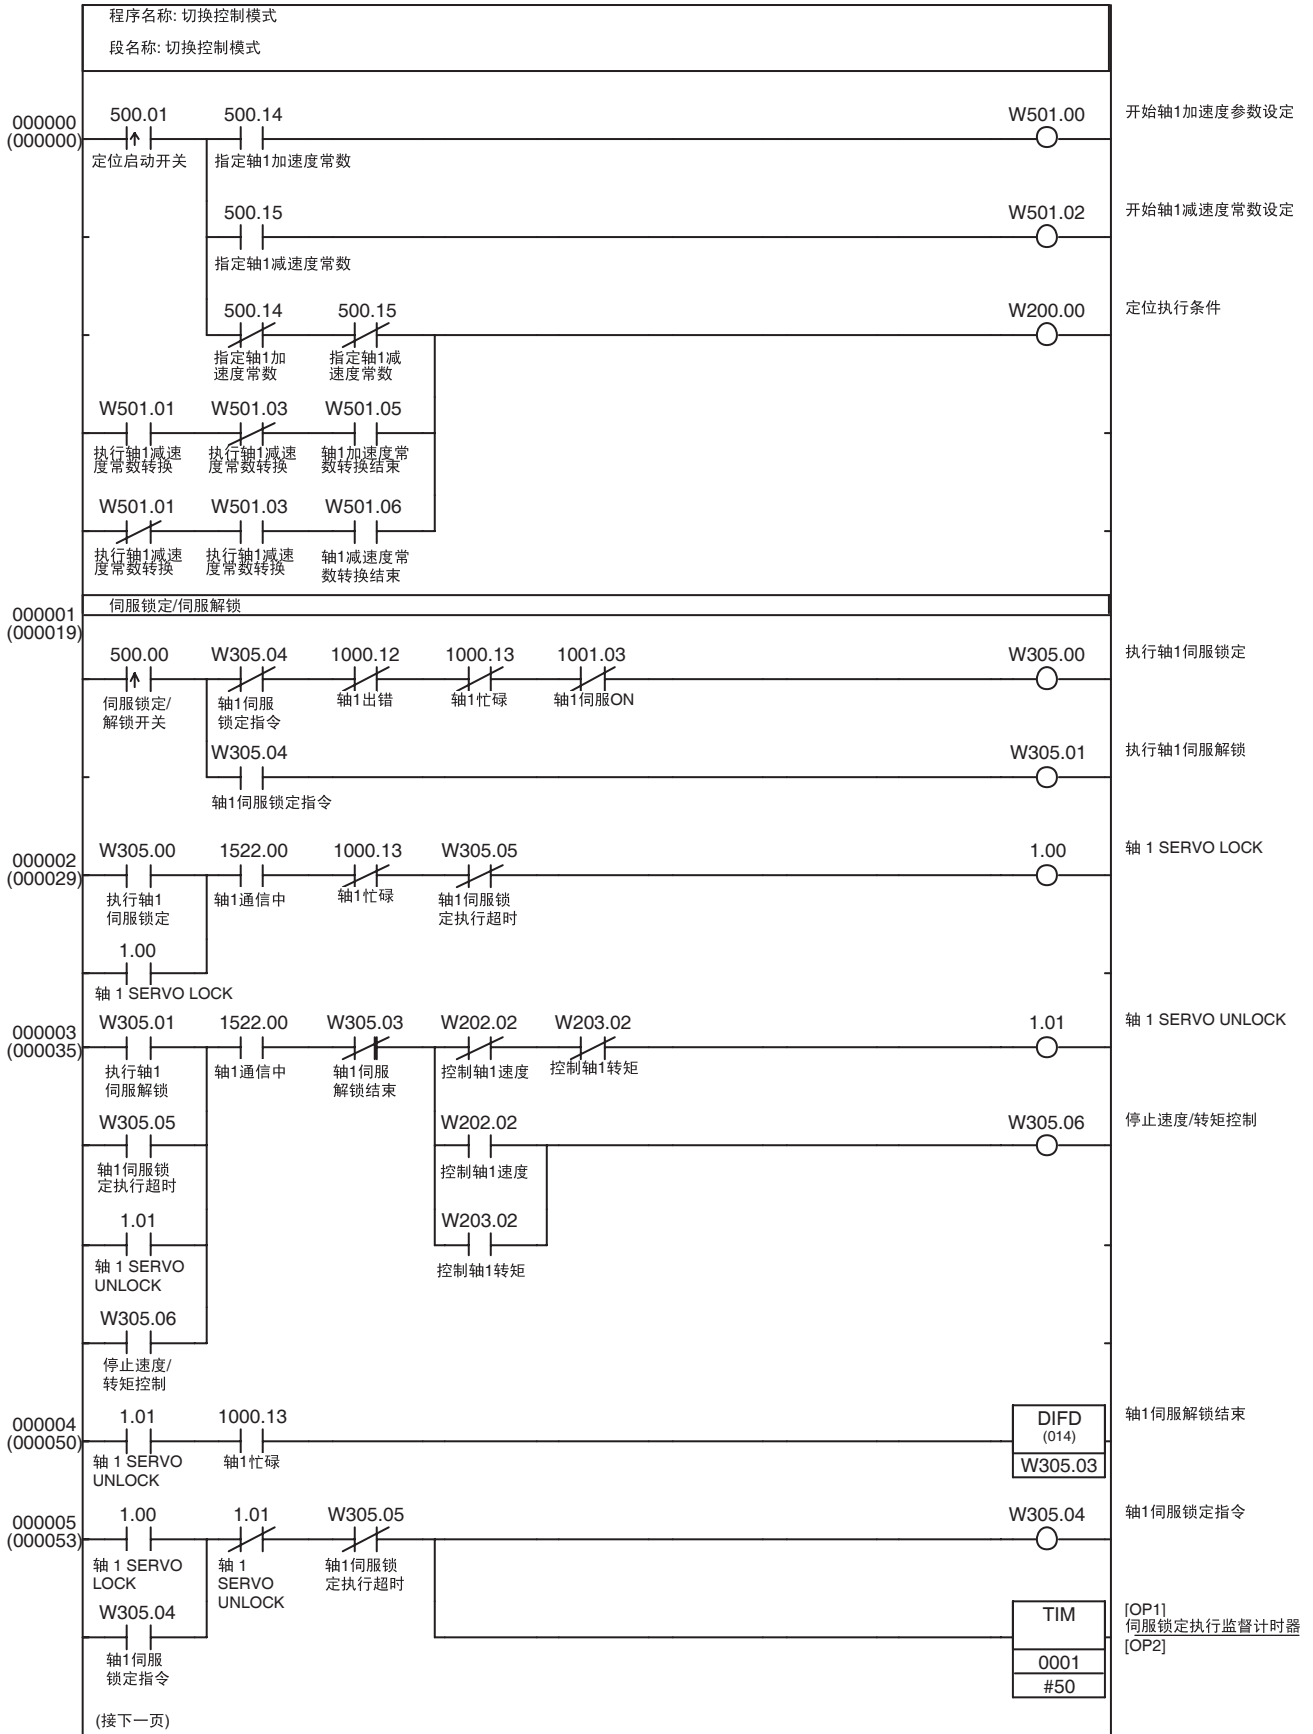 程序名称: 切换控制模式
段名称: 切换控制模式
000000
(000000)
500.01
500.14
W501.00
开始轴1加速度参数设定
定位启动开关
指定轴1加速度常数
500.15
W501.02
开始轴1减速度常数设定
指定轴1减速度常数
500.14
500.15
W200.00
定位执行条件
指定轴1加
速度常数
指定轴1减
速度常数
W501.01
W501.03
W501.05
执行轴1减速
度常数转换
执行轴1减速
度常数转换
轴1加速度常
数转换结束
W501.01
W501.03
W501.06
执行轴1减速
度常数转换
执行轴1减速
度常数转换
轴1减速度常
数转换结束
000001
(000019)
伺服锁定/伺服解锁
500.00
W305.04
1000.12
1000.13
1001.03
W305.00
执行轴1伺服锁定
伺服锁定/
解锁开关
轴1伺服
锁定指令
轴1出错
轴1忙碌
轴1伺服ON
W305.04
W305.01
执行轴1伺服解锁
轴1伺服锁定指令
000002
(000029)
W305.00
1522.00
1000.13
W305.05
1.00
轴 1 SERVO LOCK
执行轴1
伺服锁定
轴1通信中
轴1忙碌
轴1伺服锁
定执行超时
1.00
轴 1 SERVO LOCK
000003
(000035)
W305.01
1522.00
W305.03
W202.02
W203.02
1.01
轴 1 SERVO UNLOCK
执行轴1
伺服解锁
轴1通信中
轴1伺服
解锁结束
控制轴1速度
控制轴1转矩
W305.05
W202.02
W305.06
停止速度/转矩控制
轴1伺服锁
定执行超时
控制轴1速度
1.01
W203.02
轴 1 SERVO
UNLOCK
控制轴1转矩
W305.06
停止速度/
转矩控制
000004
(000050)
1.01
1000.13
DIFD
(014)
W305.03
轴1伺服解锁结束
轴 1 SERVO
UNLOCK
轴1忙碌
000005
(000053)
1.00
1.01
W305.05
W305.04
轴1伺服锁定指令
轴 1 SERVO
LOCK
轴 1
SERVO
UNLOCK
轴1伺服锁
定执行超时
W305.04
轴1伺服
锁定指令
TIM
0001
#50
[OP1]
伺服锁定执行监督计时器
[OP2]
(接下一页)